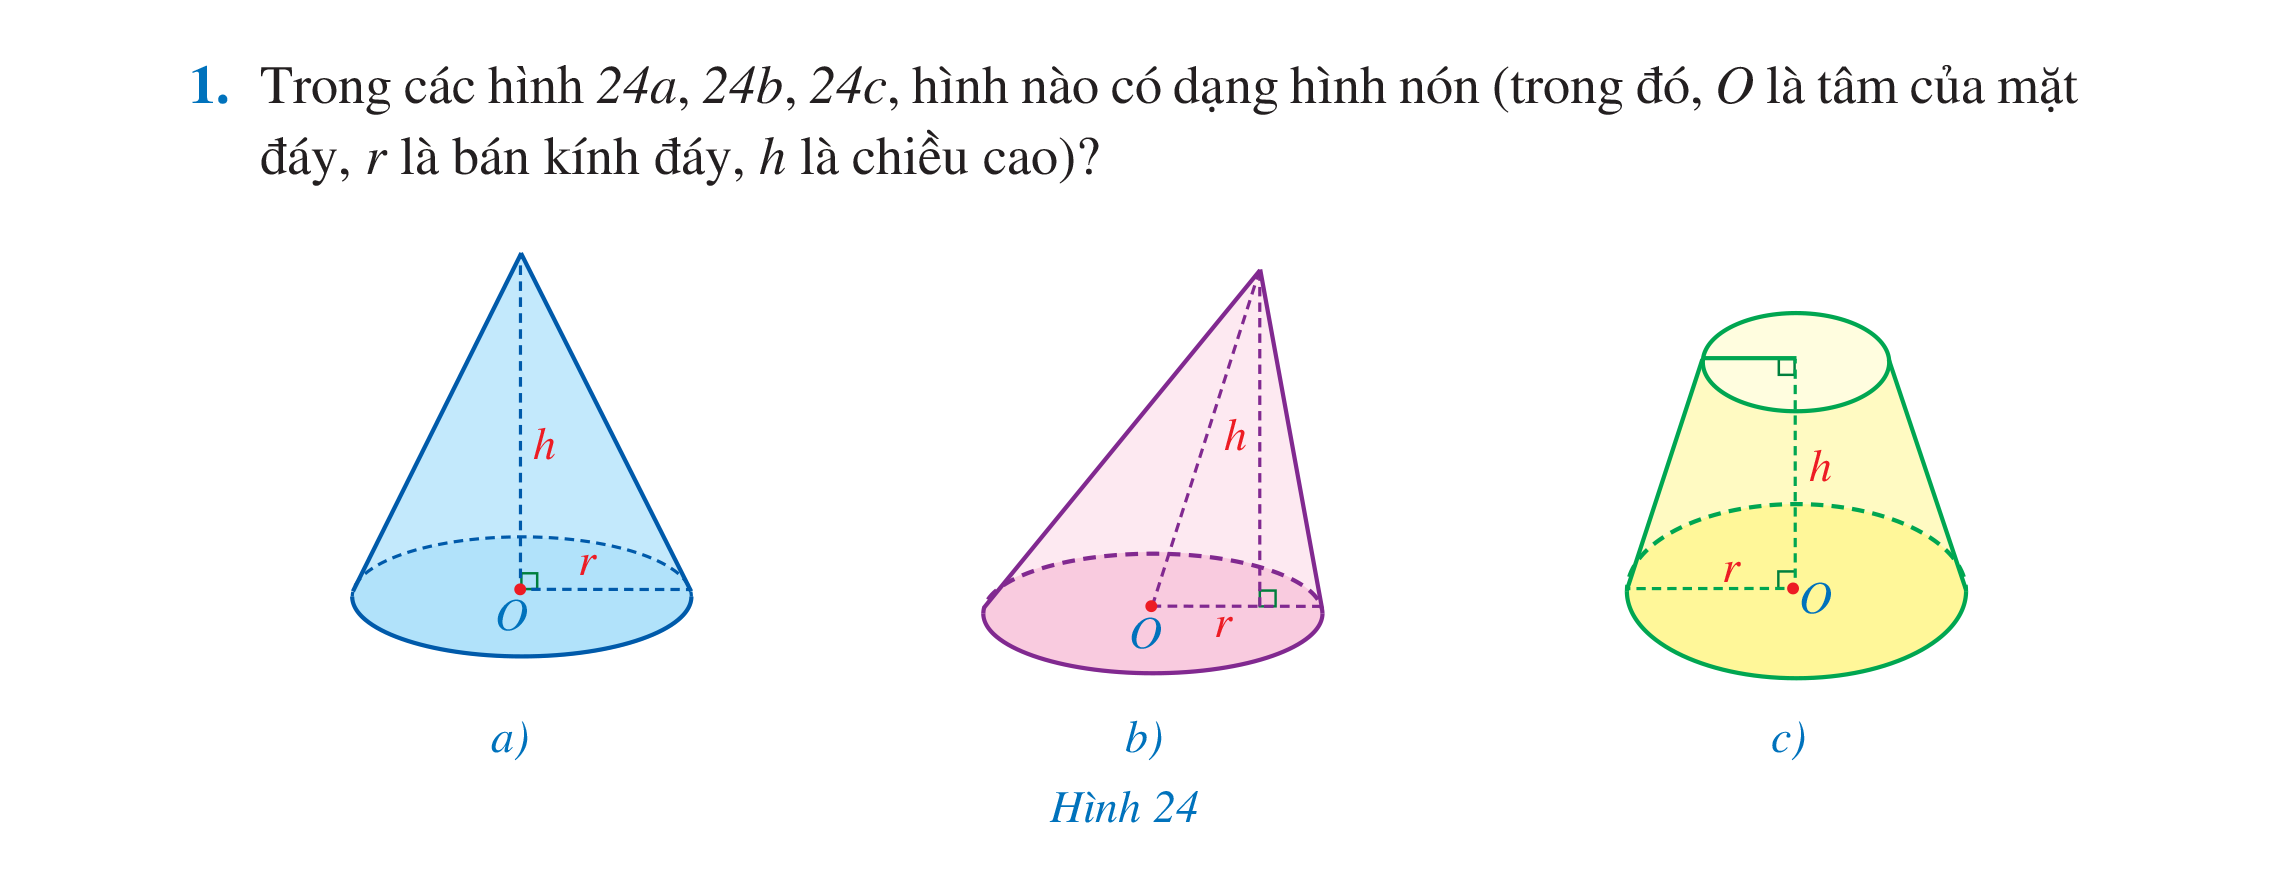 1. Trong các hình 24a, 24b, 24c, hình nào có dạng hình nón (trong đó, O là tâm của mặt
đáy, r là bán kính đáy, h là chiều cao)?
h
r
O
h
O
r
h
r
O
a)
b)
c)
Hình 24